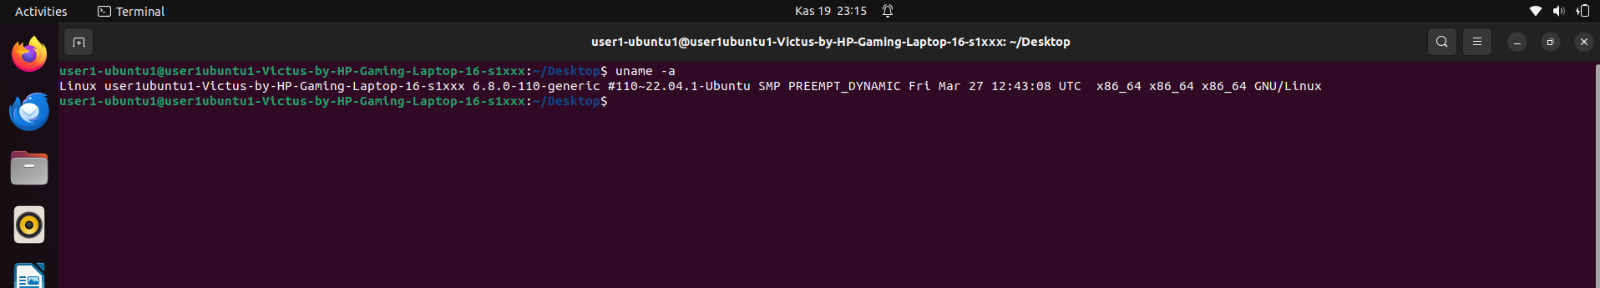 Activities Terminal Kas 19 23:15
user1-ubuntu1@user1ubuntu1-Victus-by-HP-Gaming-Laptop-16-s1xxx: ~/Desktop
user1-ubuntu1@user1ubuntu1-Victus-by-HP-Gaming-Laptop-16-s1xxx:~/Desktop$ uname -a
Linux user1ubuntu1-Victus-by-HP-Gaming-Laptop-16-s1xxx 6.8.0-110-generic #110~22.04.1-Ubuntu SMP PREEMPT_DYNAMIC Fri Mar 27 12:43:08 UTC  x86_64 x86_64 x86_64 GNU/Linux
user1-ubuntu1@user1ubuntu1-Victus-by-HP-Gaming-Laptop-16-s1xxx:~/Desktop$